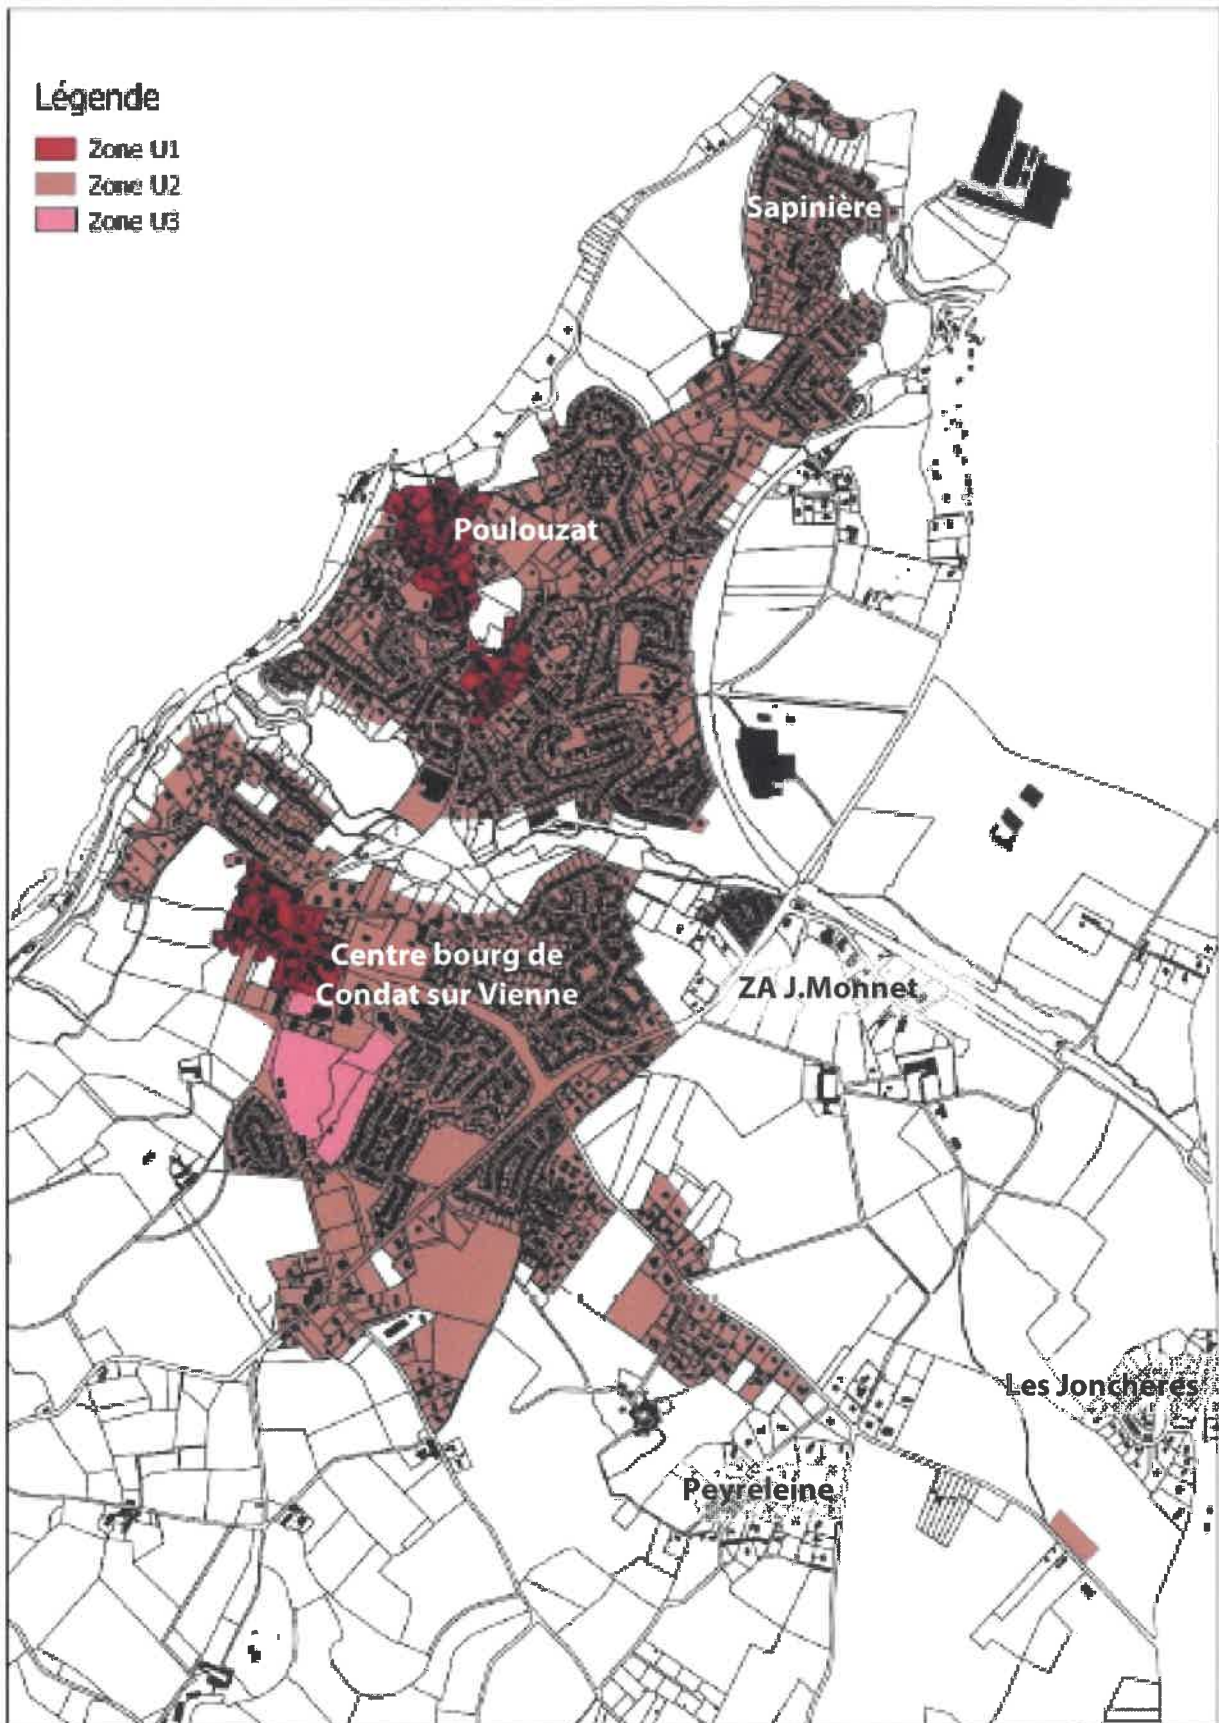 Légende
Zone U1
Zone U2
Zone U3
Sapinière
Poulouzat
Centre bourg de
Condat sur Vienne
ZA J.Monnet
Les Jonchères
Peyreleine